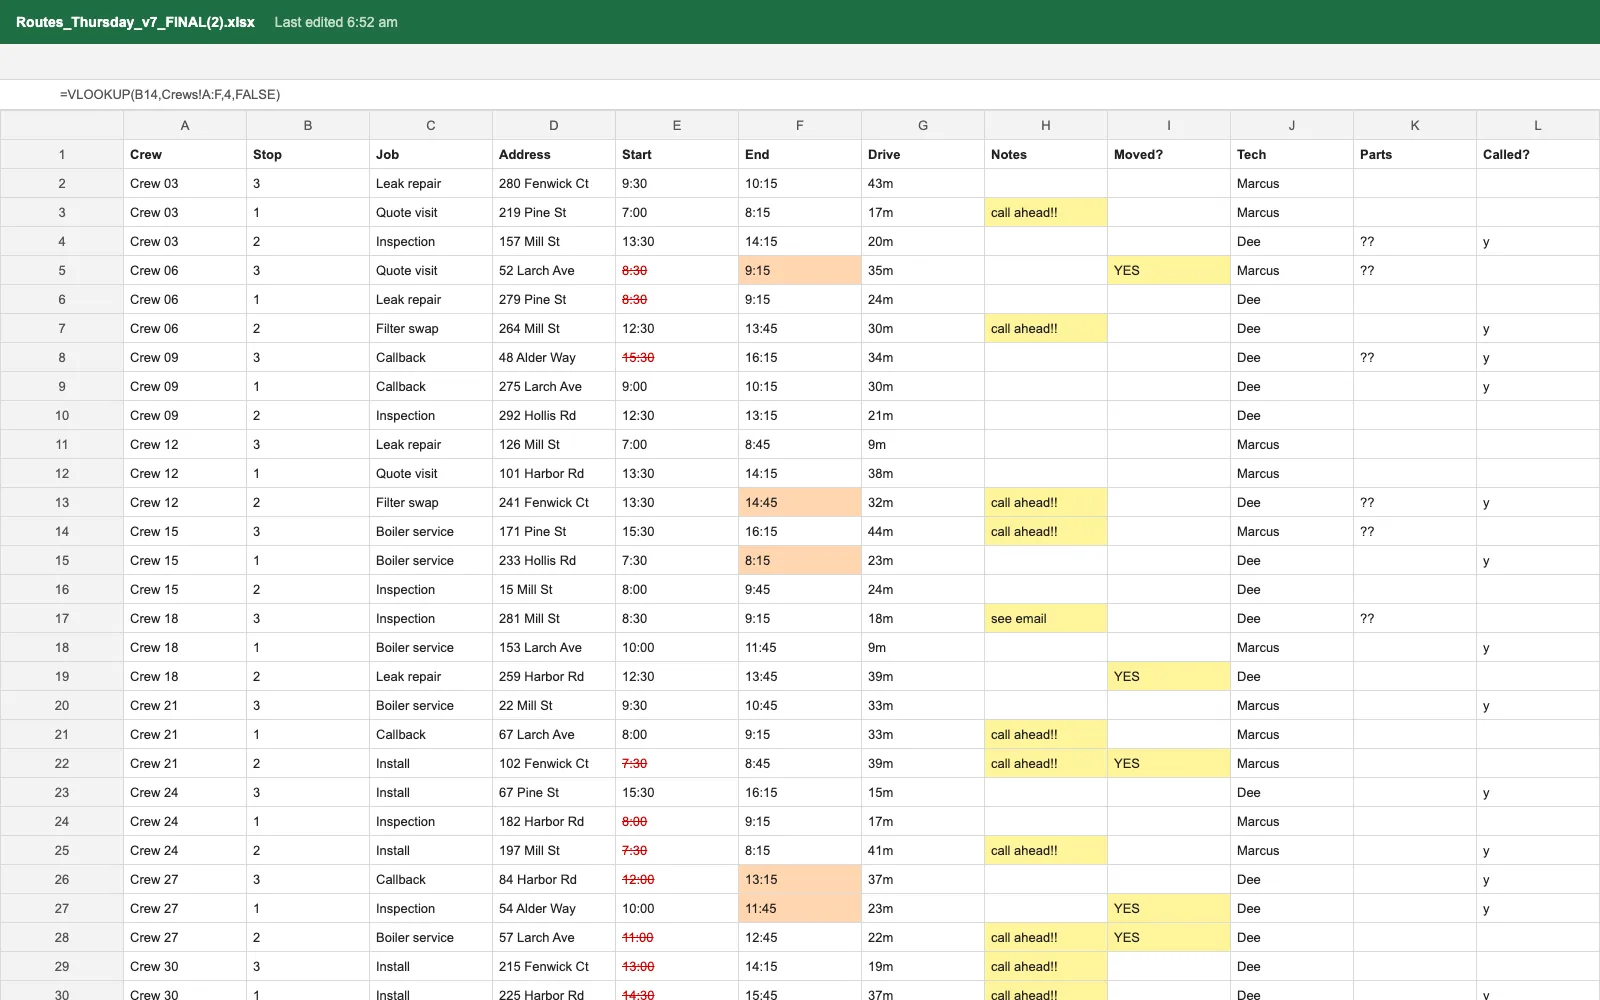 Routes_Thursday_v7_FINAL(2).xlsx Last edited 6:52 am
=VLOOKUP(B14,Crews!A:F,4,FALSE)
A B C D E F G H I J K L
1 Crew Stop Job Address Start End Drive Notes Moved? Tech Parts Called?
2 Crew 03 3 Leak repair 280 Fenwick Ct 9:30 10:15 43m Marcus
3 Crew 03 1 Quote visit 219 Pine St 7:00 8:15 17m call ahead!! Marcus
4 Crew 03 2 Inspection 157 Mill St 13:30 14:15 20m Dee ?? y
5 Crew 06 3 Quote visit 52 Larch Ave 8:30 9:15 35m YES Marcus ??
6 Crew 06 1 Leak repair 279 Pine St 8:30 9:15 24m Dee
7 Crew 06 2 Filter swap 264 Mill St 12:30 13:45 30m call ahead!! Dee y
8 Crew 09 3 Callback 48 Alder Way 15:30 16:15 34m Dee ?? y
9 Crew 09 1 Callback 275 Larch Ave 9:00 10:15 30m Dee y
10 Crew 09 2 Inspection 292 Hollis Rd 12:30 13:15 21m Dee
11 Crew 12 3 Leak repair 126 Mill St 7:00 8:45 9m Marcus
12 Crew 12 1 Quote visit 101 Harbor Rd 13:30 14:15 38m Marcus
13 Crew 12 2 Filter swap 241 Fenwick Ct 13:30 14:45 32m call ahead!! Dee ?? y
14 Crew 15 3 Boiler service 171 Pine St 15:30 16:15 44m call ahead!! Marcus ??
15 Crew 15 1 Boiler service 233 Hollis Rd 7:30 8:15 23m Dee y
16 Crew 15 2 Inspection 15 Mill St 8:00 9:45 24m Dee
17 Crew 18 3 Inspection 281 Mill St 8:30 9:15 18m see email Dee ??
18 Crew 18 1 Boiler service 153 Larch Ave 10:00 11:45 9m Marcus y
19 Crew 18 2 Leak repair 259 Harbor Rd 12:30 13:45 39m YES Dee
20 Crew 21 3 Boiler service 22 Mill St 9:30 10:45 33m Marcus y
21 Crew 21 1 Callback 67 Larch Ave 8:00 9:15 33m call ahead!! Marcus
22 Crew 21 2 Install 102 Fenwick Ct 7:30 8:45 39m call ahead!! YES Marcus
23 Crew 24 3 Install 67 Pine St 15:30 16:15 15m Dee y
24 Crew 24 1 Inspection 182 Harbor Rd 8:00 9:15 17m Marcus
25 Crew 24 2 Install 197 Mill St 7:30 8:15 41m call ahead!! Marcus y
26 Crew 27 3 Callback 84 Harbor Rd 12:00 13:15 37m Dee y
27 Crew 27 1 Inspection 54 Alder Way 10:00 11:45 23m YES Dee y
28 Crew 27 2 Boiler service 57 Larch Ave 11:00 12:45 22m call ahead!! YES Dee
29 Crew 30 3 Install 215 Fenwick Ct 13:00 14:15 19m call ahead!! Dee
30 Crew 30 1 Install 225 Harbor Rd 14:30 15:45 37m call ahead!! Dee y